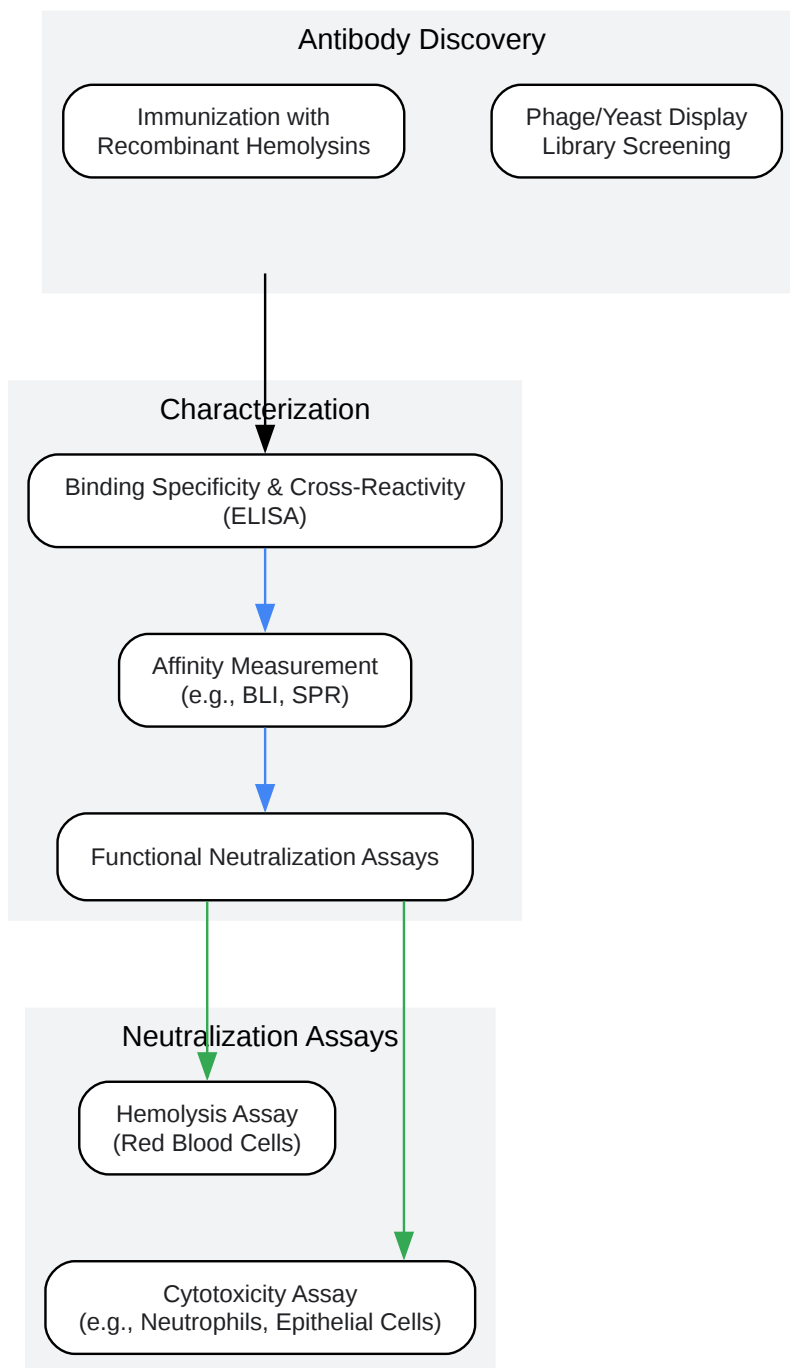 Antibody Discovery
Immunization with
Recombinant Hemolysins
Phage/Yeast Display
Library Screening
Characterization
Binding Specificity & Cross-Reactivity
(ELISA)
Affinity Measurement
(e.g., BLI, SPR)
Functional Neutralization Assays
Neutralization Assays
Hemolysis Assay
(Red Blood Cells)
Cytotoxicity Assay
(e.g., Neutrophils, Epithelial Cells)